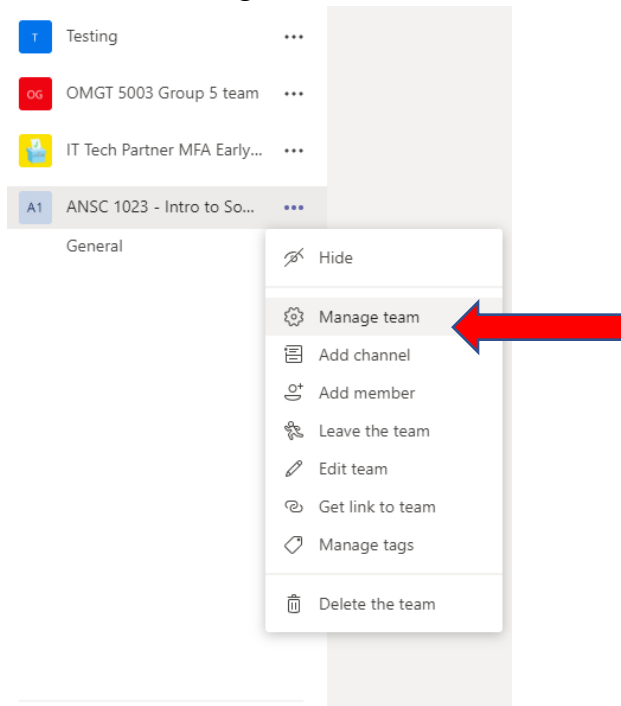 T Testing ...
OG OMGT 5003 Group 5 team ...
IT Tech Partner MFA Early... ...
A1 ANSC 1023 - Intro to So... ...
General
Hide
Manage team
Add channel
Add member
Leave the team
Edit team
Get link to team
Manage tags
Delete the team